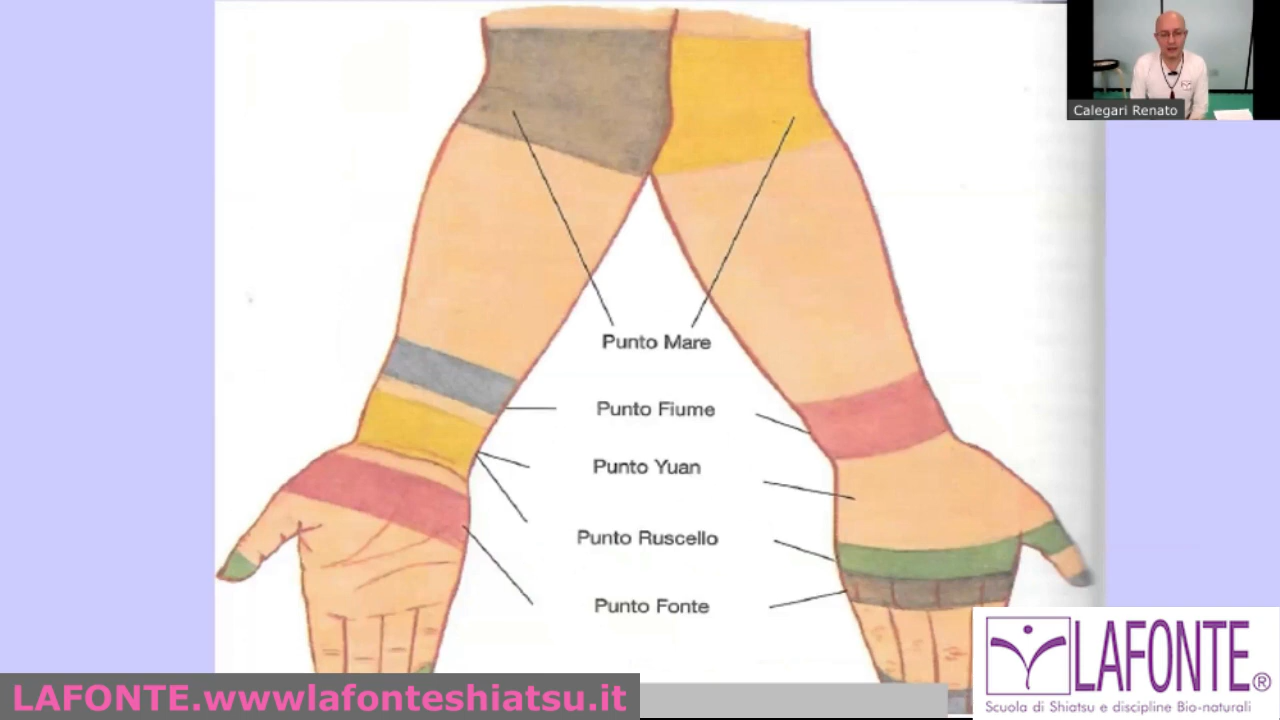 Calegari Renato
Punto Mare
Punto Fiume
Punto Yuan
Punto Ruscello
Punto Fonte
LAFONTE®
Scuola di Shiatsu e discipline Bio-naturali
LAFONTE.wwwlafonteshiatsu.it